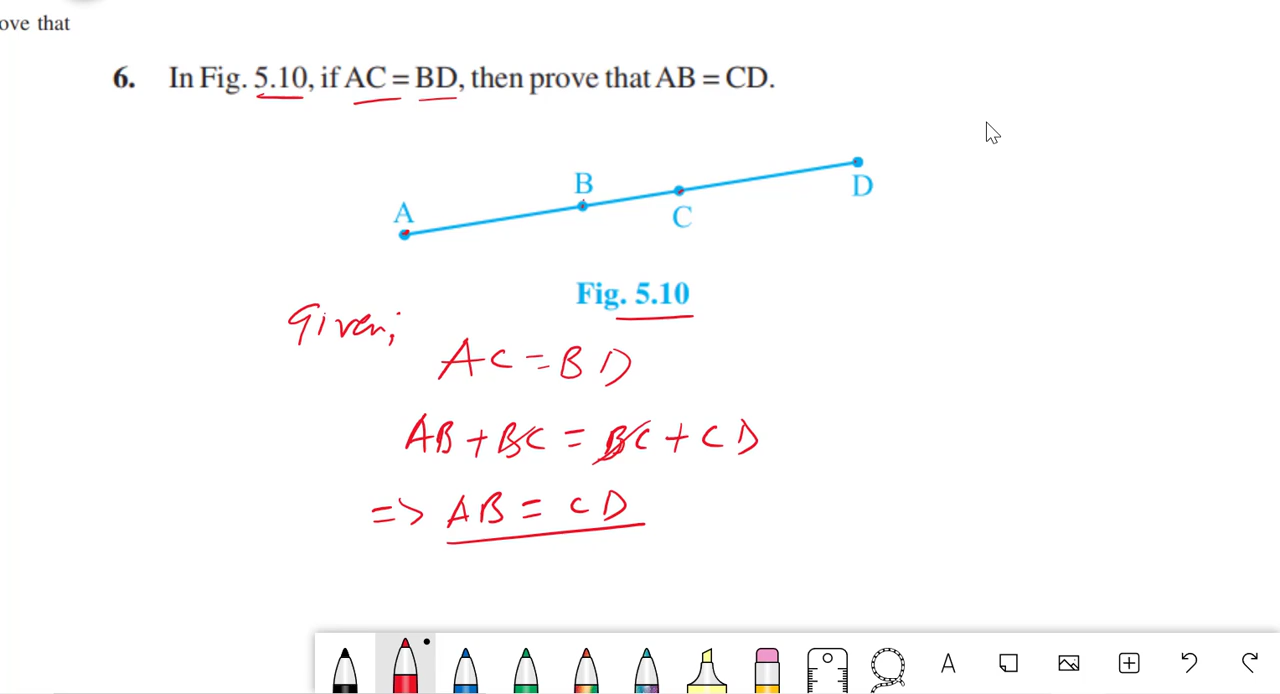 ove that
6. In Fig. 5.10, if AC = BD, then prove that AB = CD.
B
D
A
C
Fig. 5.10
Given;
AC = BD
AB + BC = BC + CD
=> AB = CD
A